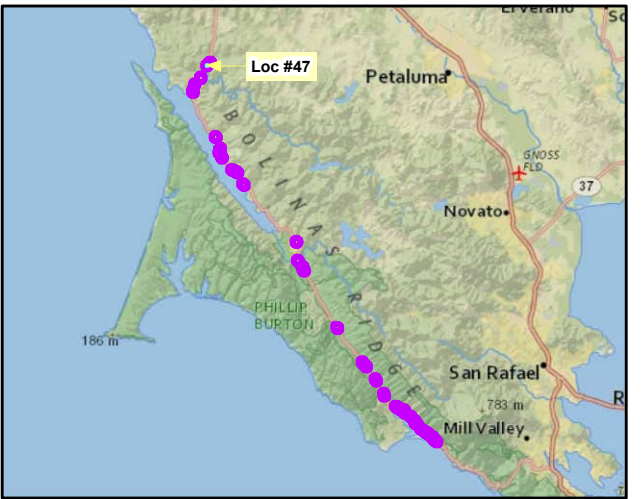 El Verano
Loc #47
Petaluma
GNOSS
FLD
37
BOLINAS RIDGE
Novato
PHILLIP
BURTON
186 m
San Rafael
783 m
Mill Valley